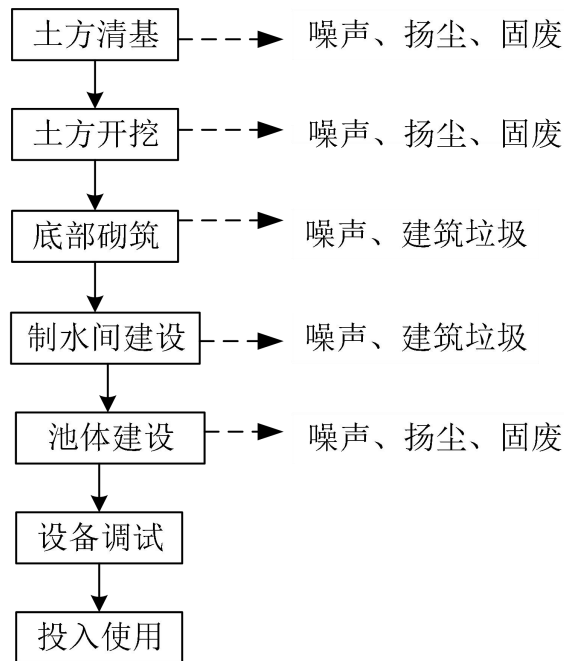 土方清基
噪声、扬尘、固废
土方开挖
噪声、扬尘、固废
底部砌筑
噪声、建筑垃圾
制水间建设
噪声、建筑垃圾
池体建设
噪声、扬尘、固废
设备调试
投入使用